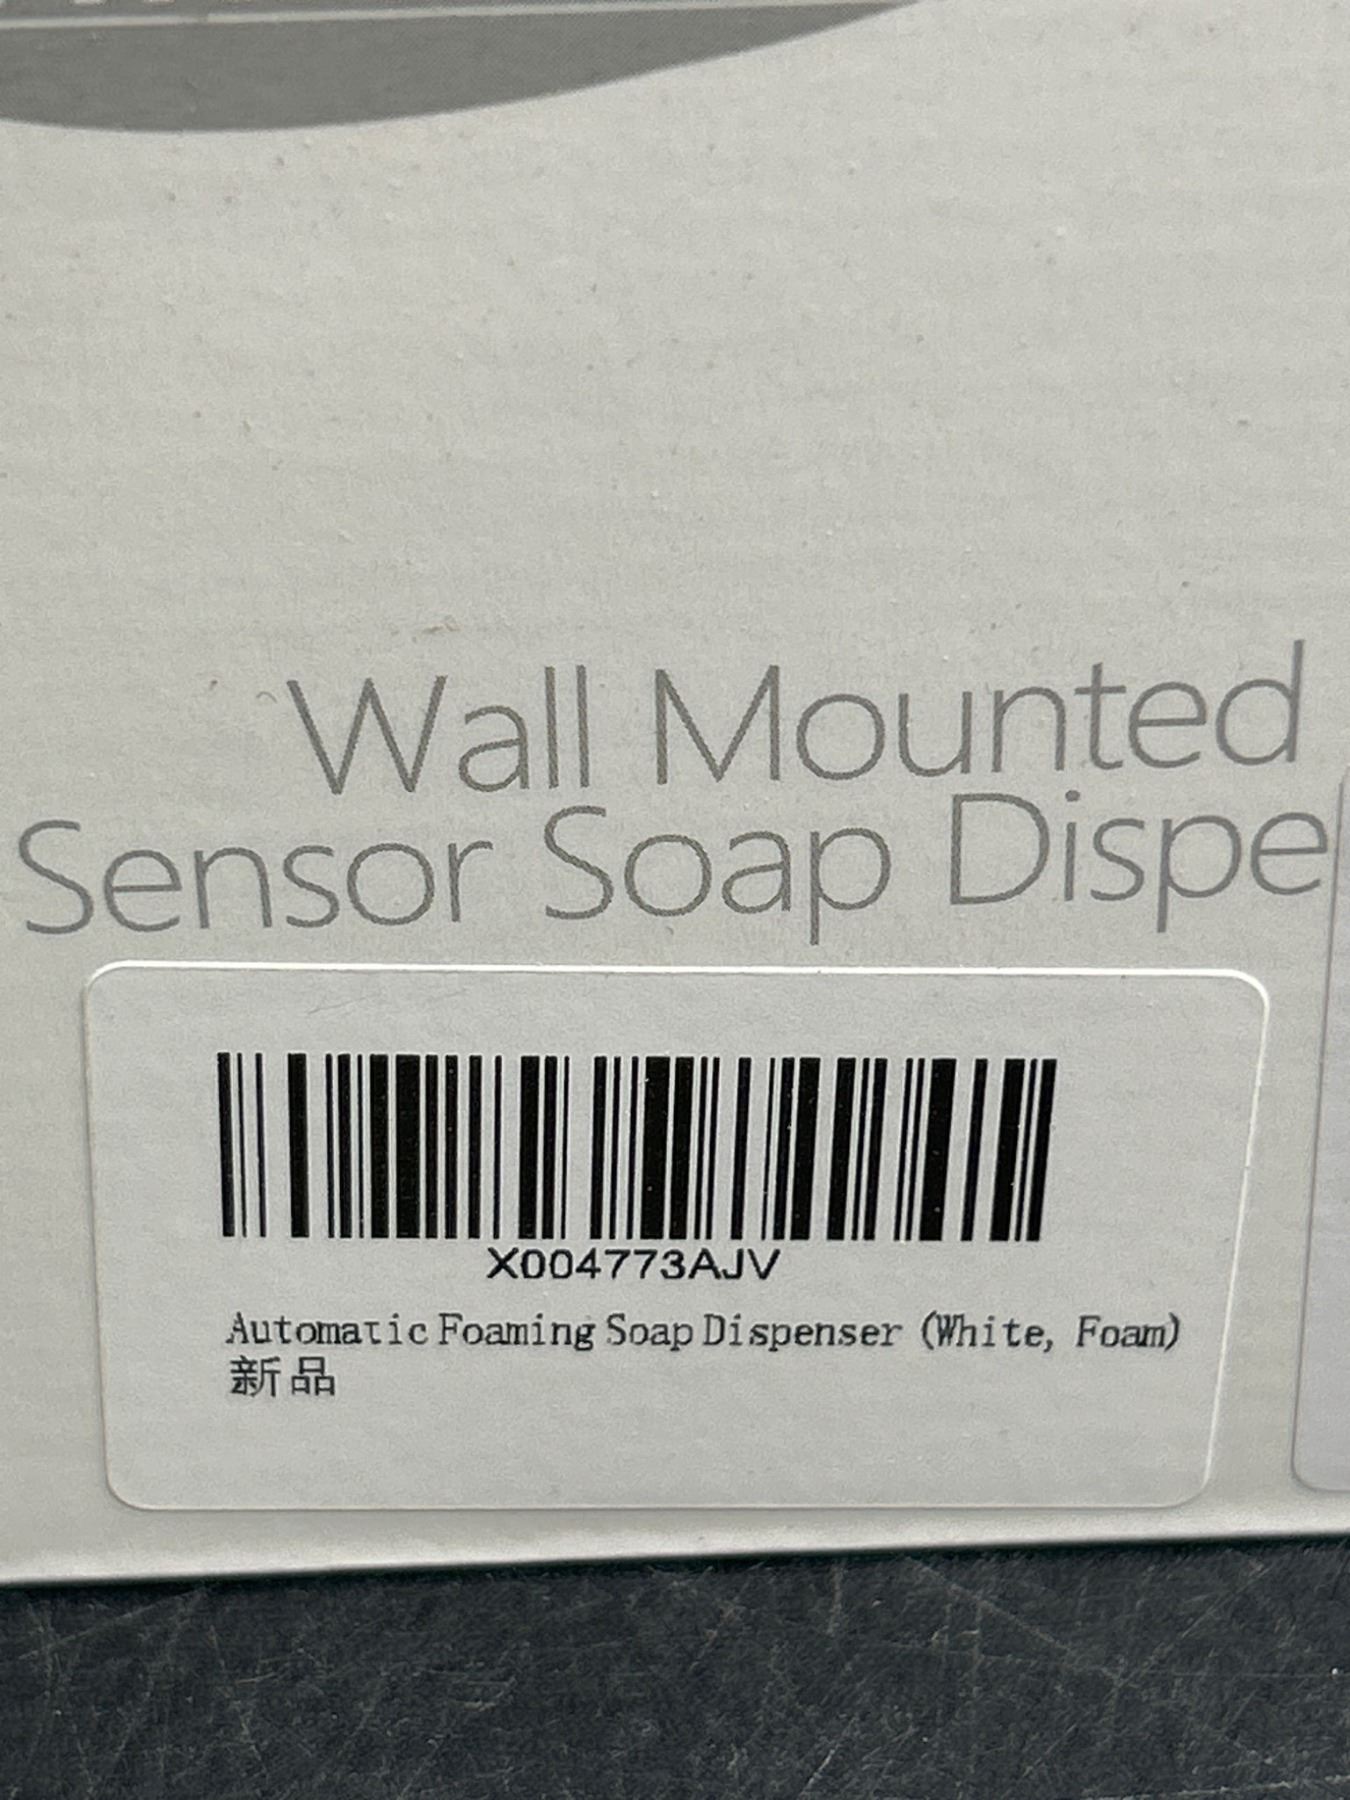 Wall Mounted
Sensor Soap Dispe
X004773AJV
Automatic Foaming Soap Dispenser (White, Foam)
新品